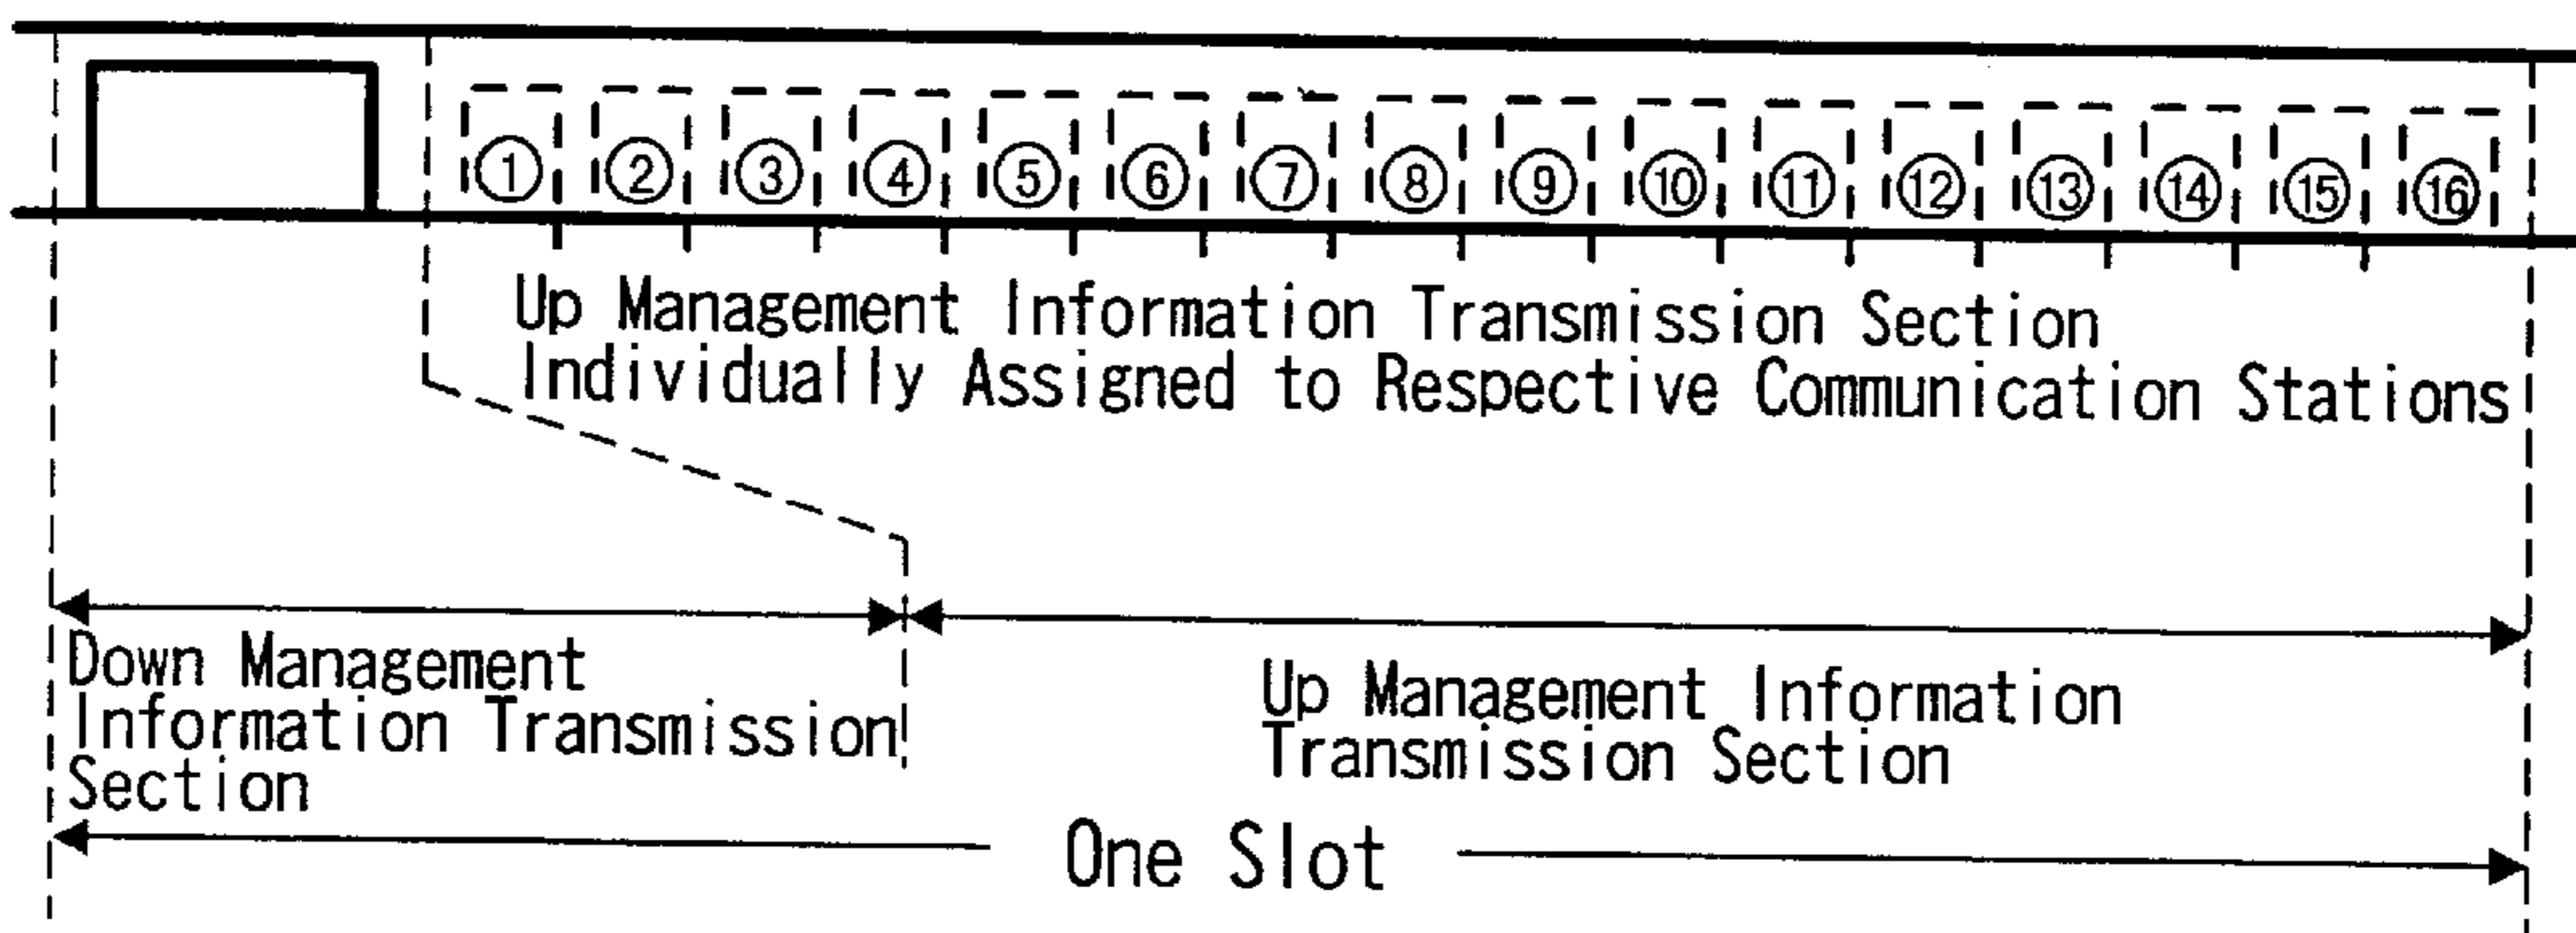 ① ② ③ ④ ⑤ ⑥ ⑦ ⑧ ⑨ ⑩ ⑪ ⑫ ⑬ ⑭ ⑮ ⑯
Up Management Information Transmission Section
Individually Assigned to Respective Communication Stations
Down Management
Information Transmission
Section
Up Management Information
Transmission Section
One Slot